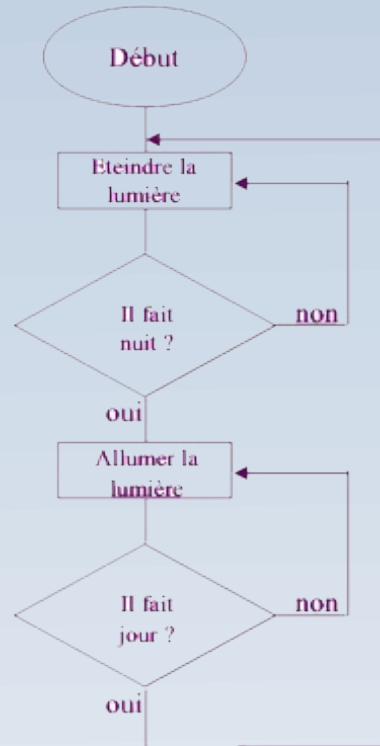 Début
Eteindre la
lumière
Il fait
nuit ?
non
oui
Allumer la
lumière
Il fait
jour ?
non
oui